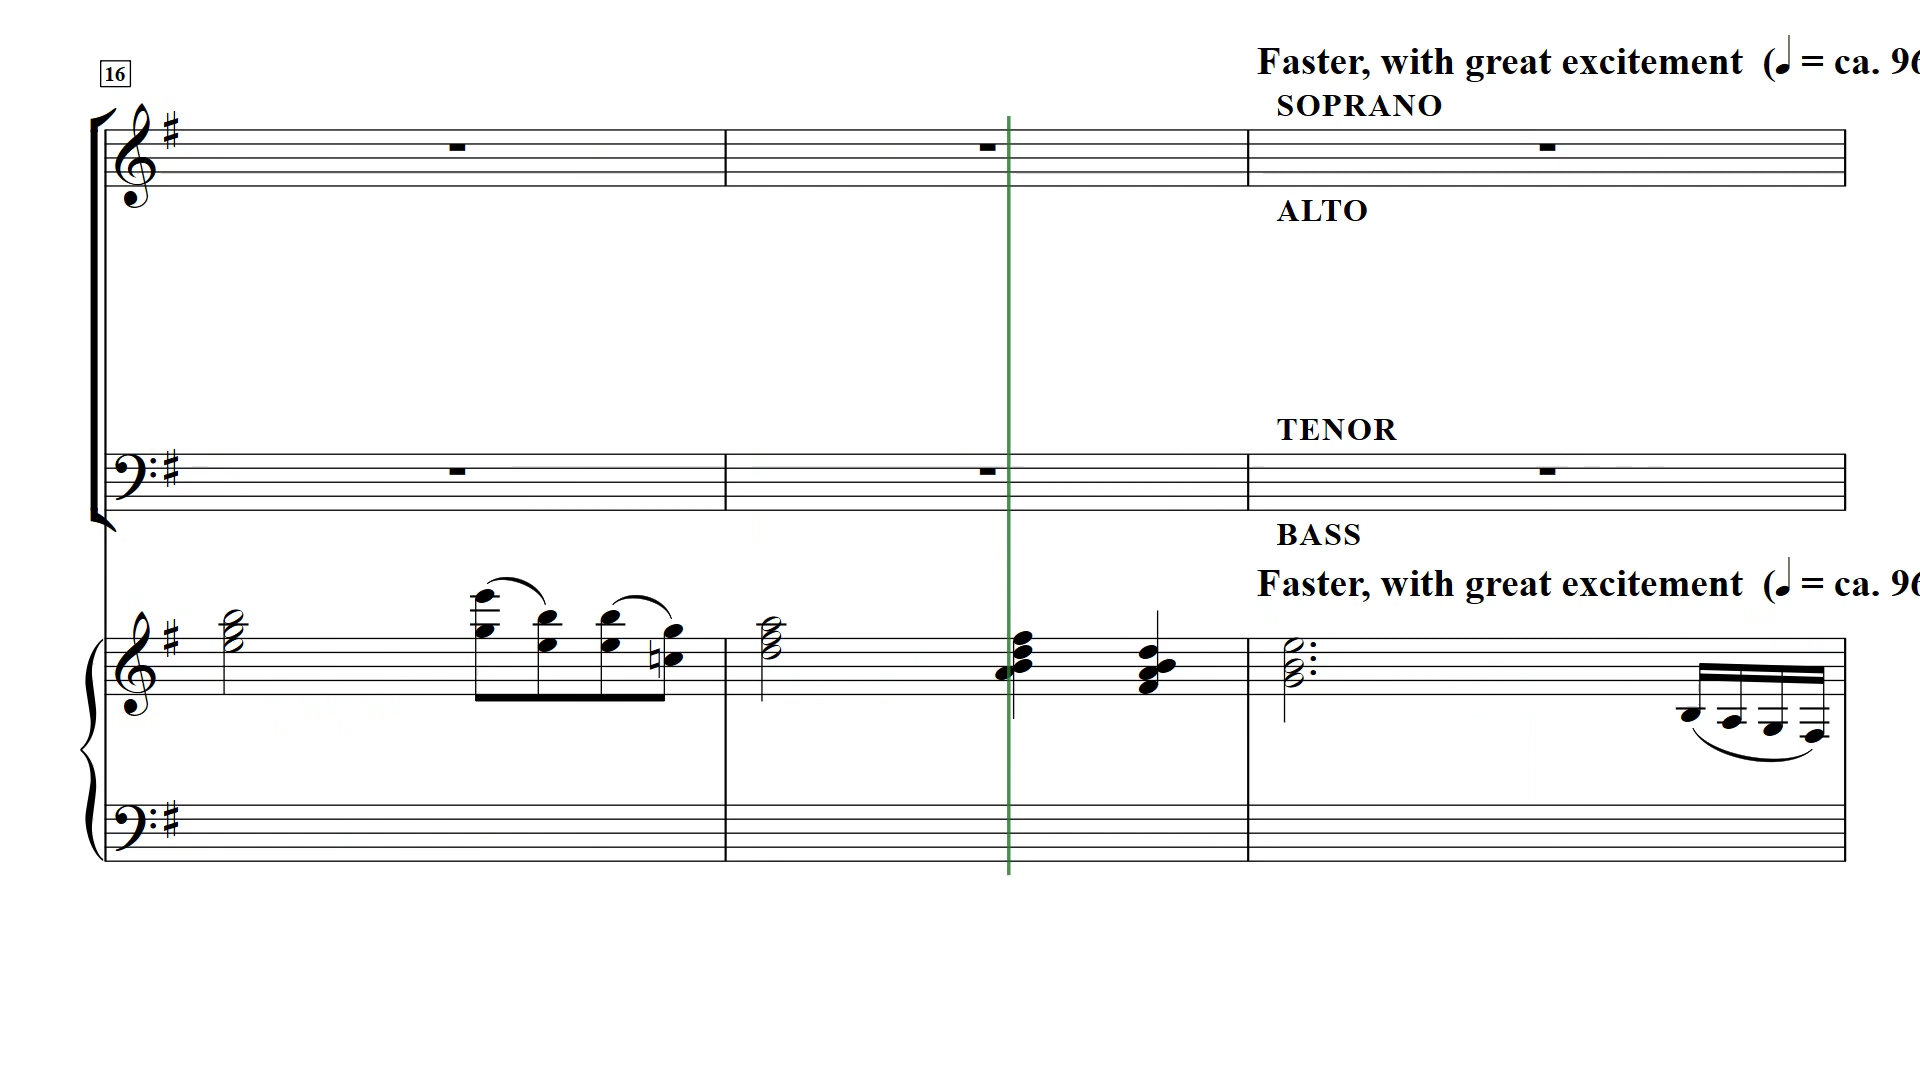 16
Faster, with great excitement (♩ = ca. 96
SOPRANO
ALTO
TENOR
BASS
Faster, with great excitement (♩ = ca. 96